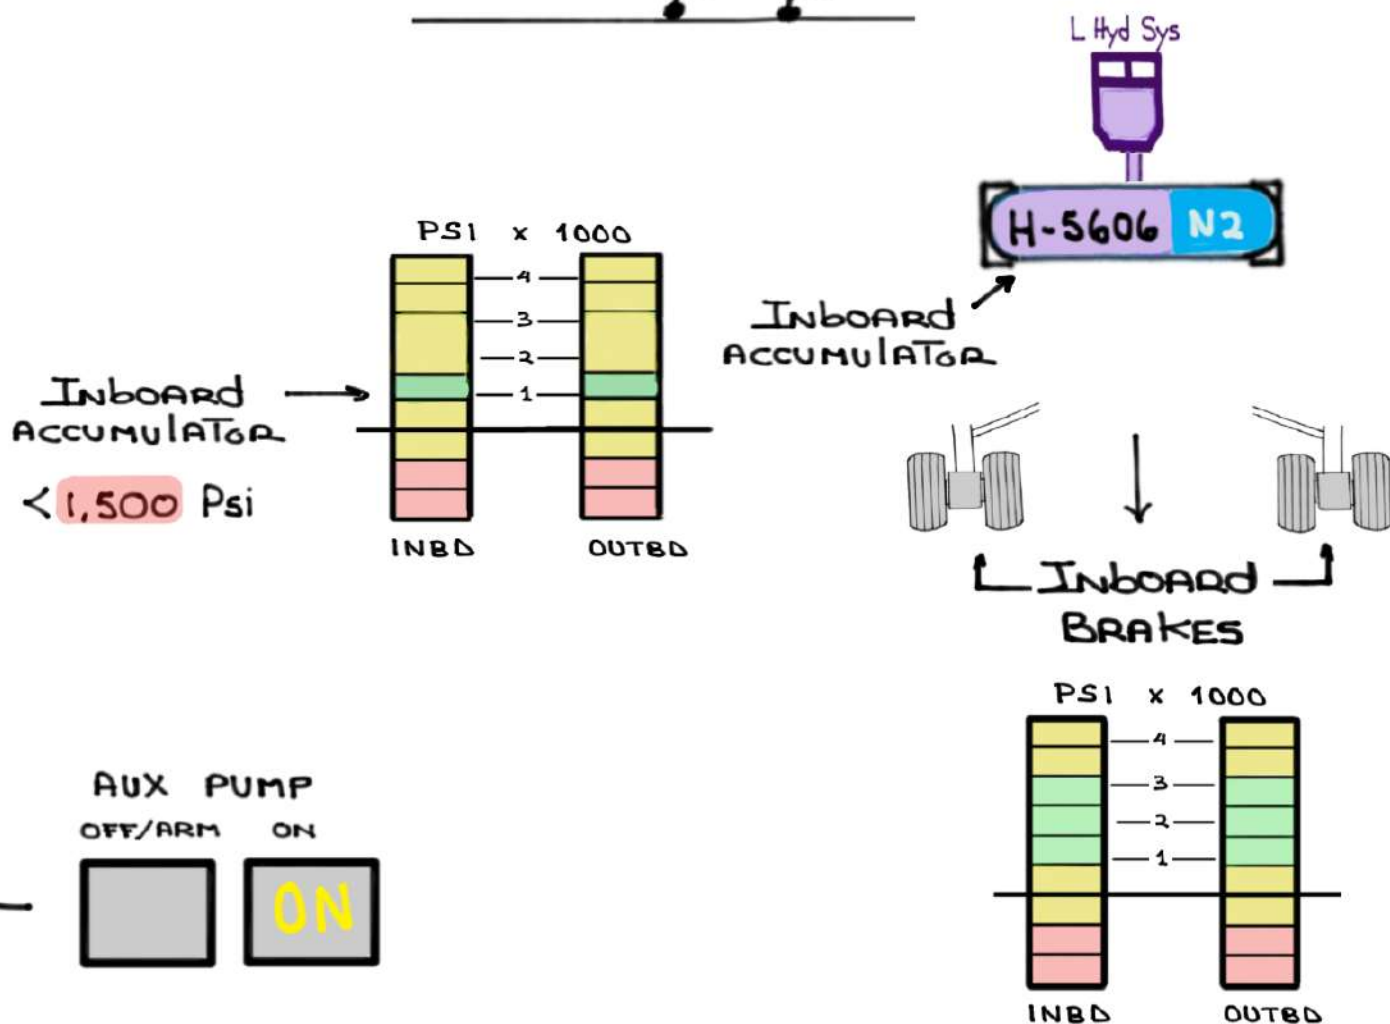 L Hyd Sys
H-5606 N2
PSI x 1000
4
3
2
1
INBD OUTBD
INBOARD
ACCUMULATOR
< 1,500 Psi
INBOARD
ACCUMULATOR
INBOARD
BRAKES
PSI x 1000
4
3
2
1
INBD OUTBD
AUX PUMP
OFF/ARM ON
ON